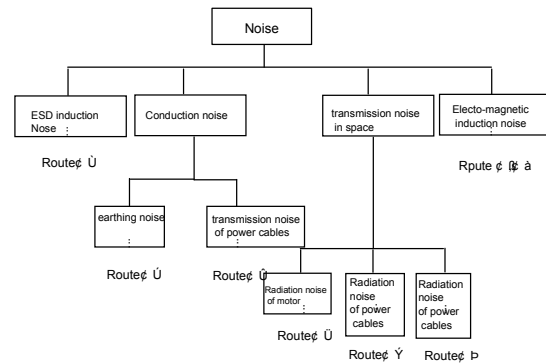 Noise
ESD induction
Nose
Conduction noise
transmission noise
in space
Electo-magnetic
induction noise
Route¢ Ù
Rpute ¢ ß¢ à
earthing noise
transmission noise
of power cables
Route¢ Ú
Route¢ Û
Radiation noise
of motor
Radiation
noise
of power
cables
Radiation
noise
of power
cables
Route¢ Ü
Route¢ Ý
Route¢ Þ